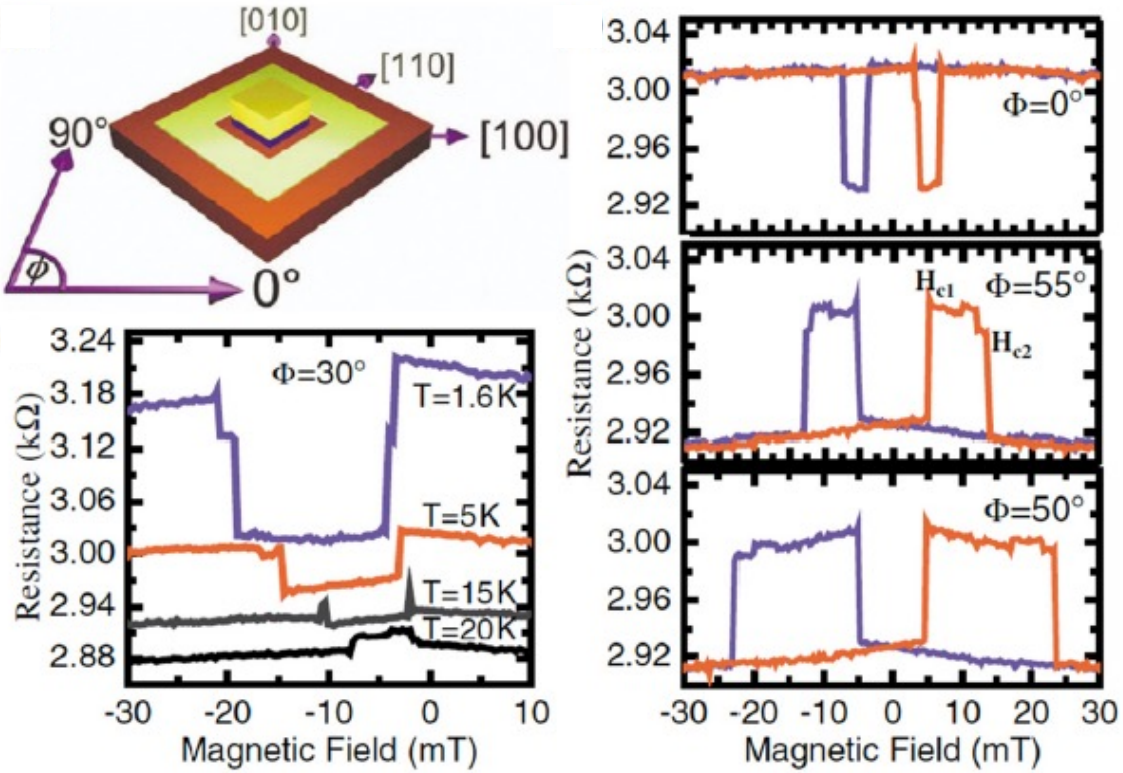 [010]
[110]
[100]
90°
ϕ
0°
3.24
3.18
3.12
3.06
3.00
2.94
2.88
Φ=30°
T=1.6K
T=5K
T=15K
T=20K
-30 -20 -10 0 10
Magnetic Field (mT)
Resistance (kΩ)
3.04
3.00
2.96
2.92
Φ=0°
3.04
3.00
2.96
2.92
Hc1
Φ=55°
Hc2
3.04
3.00
2.96
2.92
Φ=50°
-30 -20 -10 0 10 20 30
Magnetic Field (mT)
Resistance (kΩ)